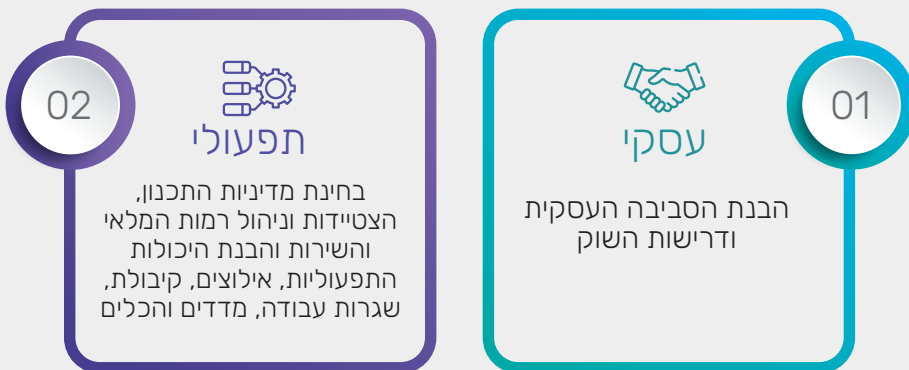 01
עסקי
הבנת הסביבה העסקית
ודרישות השוק
02
תפעולי
בחינת מדיניות התכנון,
הצטיידות וניהול רמות המלאי
והשירות והבנת היכולות
התפעוליות, אילוצים, קיבולת,
שגרות עבודה, מדדים והכלים